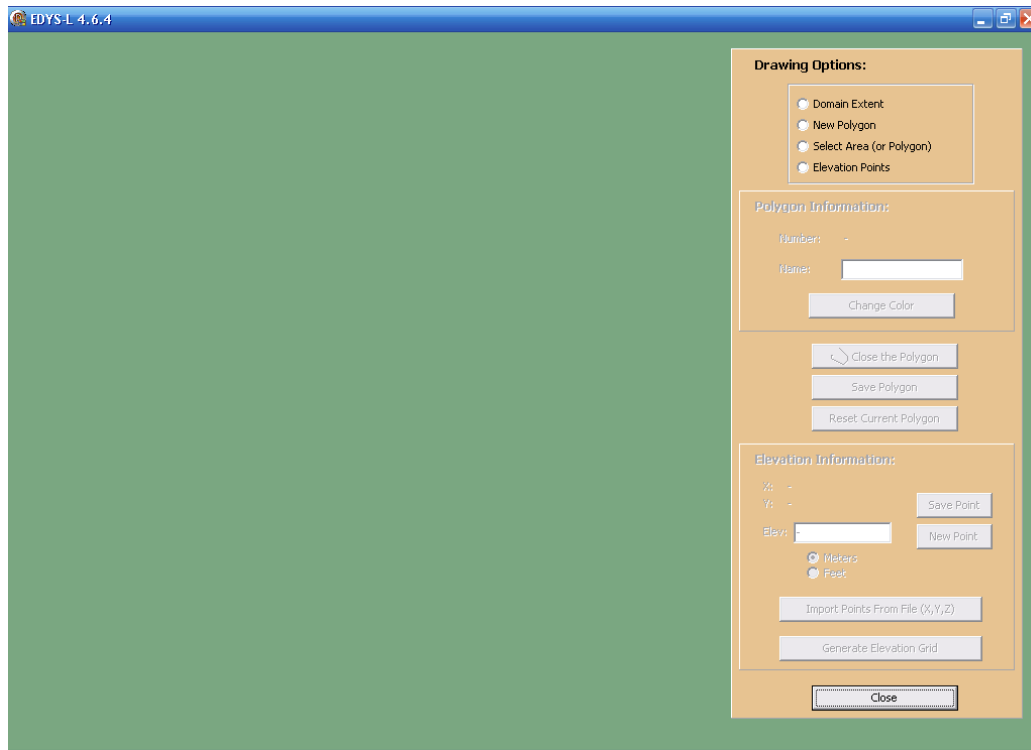 EDYS-L 4.6.4
Drawing Options:
Domain Extent
New Polygon
Select Area (or Polygon)
Elevation Points
Polygon Information:
Number: -
Name:
Change Color
Close the Polygon
Save Polygon
Reset Current Polygon
Elevation Information:
X: -
Y: -
Save Point
Elev: -
New Point
Meters
Feet
Import Points From File (X,Y,Z)
Generate Elevation Grid
Close